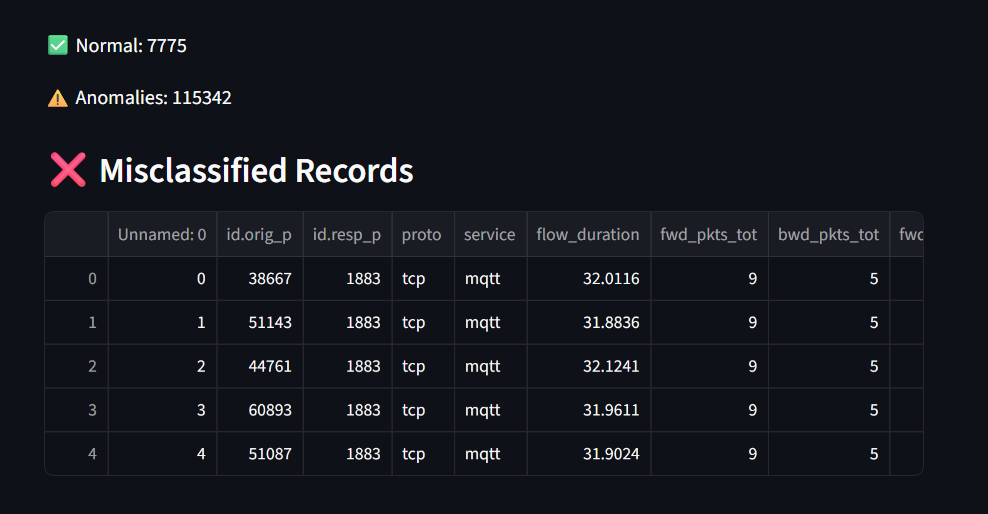 ✅ Normal: 7775
⚠️ Anomalies: 115342
❌ Misclassified Records
Unnamed: 0 id.orig_p id.resp_p proto service flow_duration fwd_pkts_tot bwd_pkts_tot fwd
0 0 38667 1883 tcp mqtt 32.0116 9 5
1 1 51143 1883 tcp mqtt 31.8836 9 5
2 2 44761 1883 tcp mqtt 32.1241 9 5
3 3 60893 1883 tcp mqtt 31.9611 9 5
4 4 51087 1883 tcp mqtt 31.9024 9 5